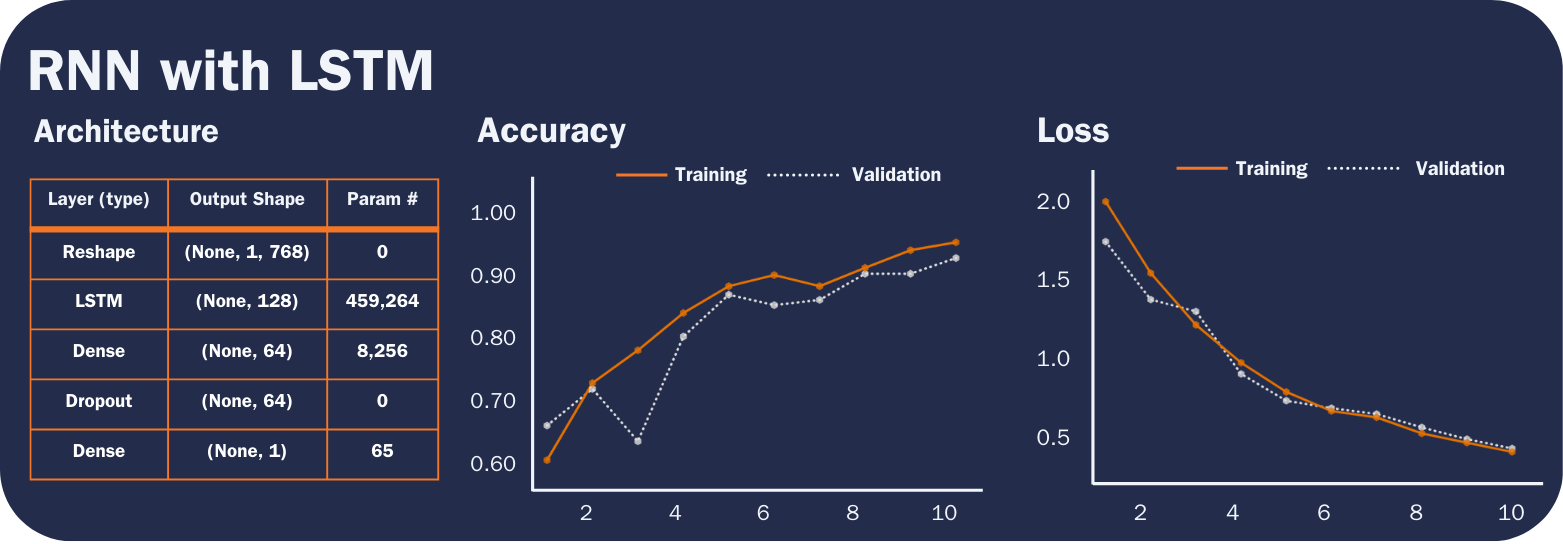 RNN with LSTM
Architecture
Layer (type) Output Shape Param #
Reshape (None, 1, 768) 0
LSTM (None, 128) 459,264
Dense (None, 64) 8,256
Dropout (None, 64) 0
Dense (None, 1) 65
Accuracy
Training Validation
1.00
0.90
0.80
0.70
0.60
2 4 6 8 10
Loss
Training Validation
2.0
1.5
1.0
0.5
2 4 6 8 10